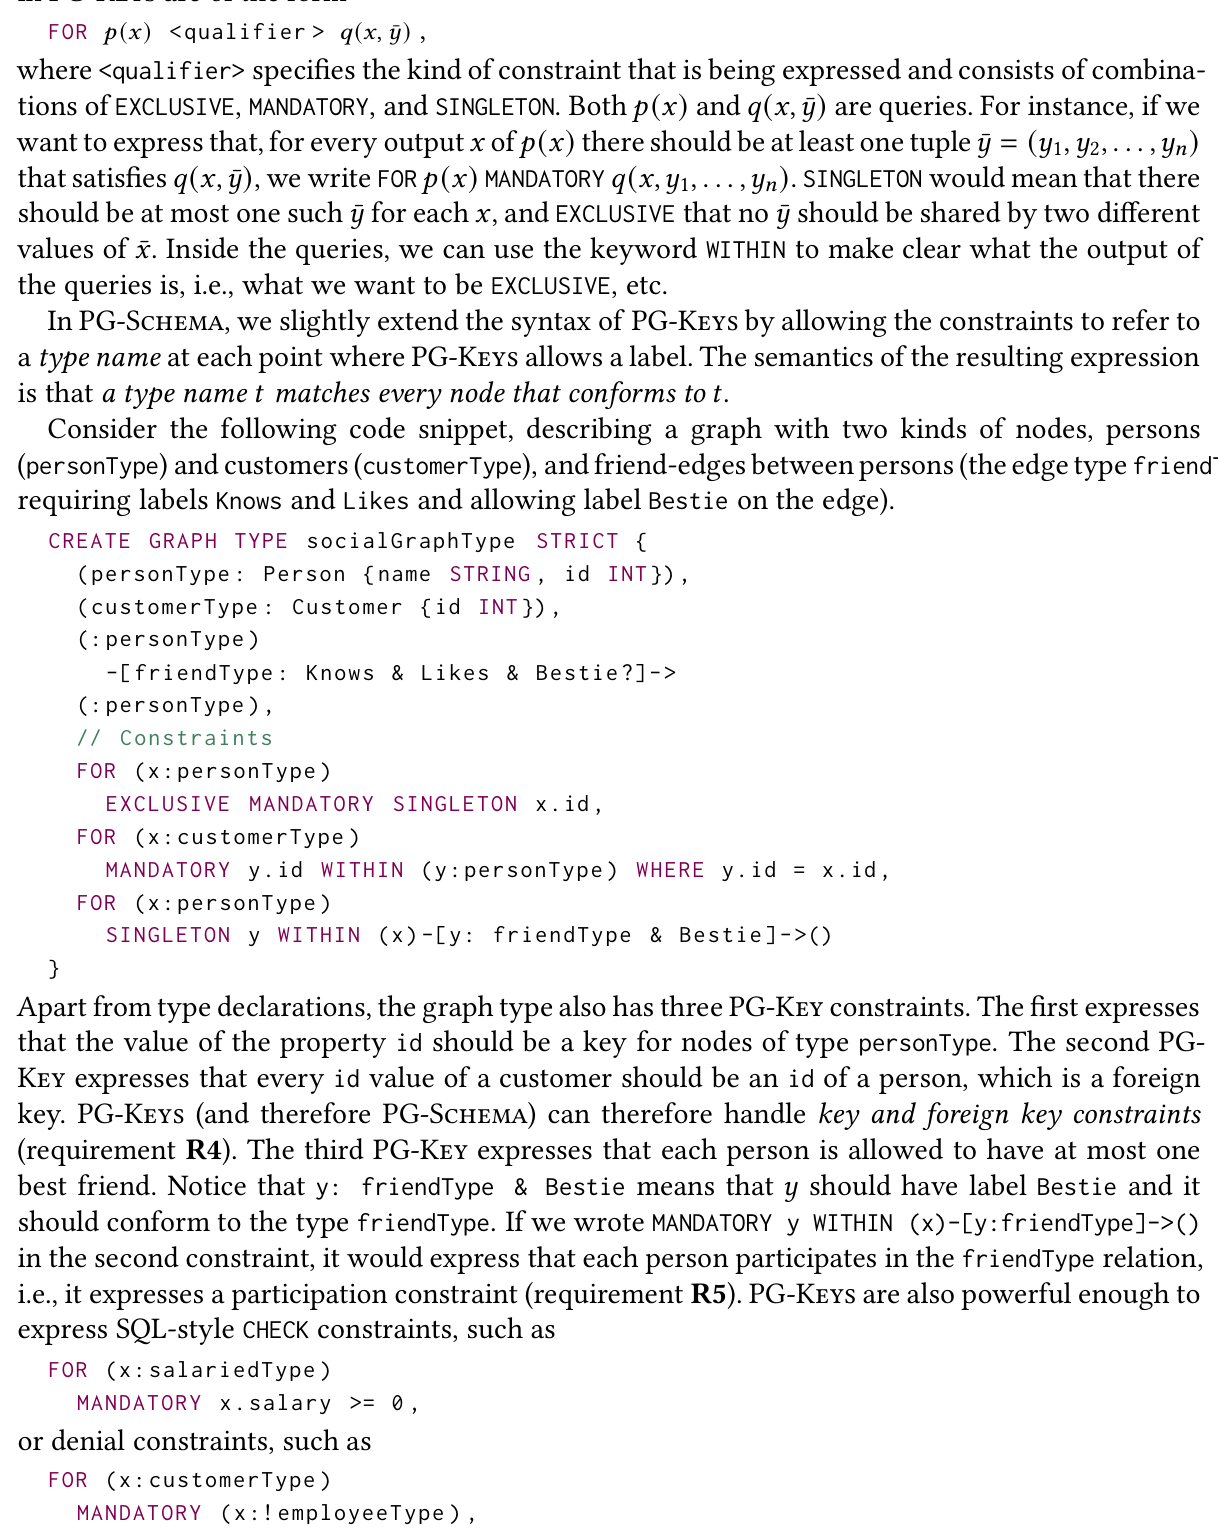 FOR p(x) <qualifier> q(x, ȳ) ,
where <qualifier> specifies the kind of constraint that is being expressed and consists of combina-
tions of EXCLUSIVE, MANDATORY, and SINGLETON. Both p(x) and q(x, ȳ) are queries. For instance, if we
want to express that, for every output x of p(x) there should be at least one tuple ȳ = (y₁, y₂, . . . , yₙ)
that satisfies q(x, ȳ), we write FOR p(x) MANDATORY q(x, y₁, . . . , yₙ). SINGLETON would mean that there
should be at most one such ȳ for each x, and EXCLUSIVE that no ȳ should be shared by two different
values of x̄. Inside the queries, we can use the keyword WITHIN to make clear what the output of
the queries is, i.e., what we want to be EXCLUSIVE, etc.
In PG-Schema, we slightly extend the syntax of PG-Keys by allowing the constraints to refer to
a type name at each point where PG-Keys allows a label. The semantics of the resulting expression
is that a type name t matches every node that conforms to t.
Consider the following code snippet, describing a graph with two kinds of nodes, persons
(personType) and customers (customerType), and friend-edges between persons (the edge type friendT
requiring labels Knows and Likes and allowing label Bestie on the edge).
CREATE GRAPH TYPE socialGraphType STRICT {
(personType: Person {name STRING, id INT}),
(customerType: Customer {id INT}),
(:personType)
-[friendType: Knows & Likes & Bestie?]->
(:personType),
// Constraints
FOR (x:personType)
EXCLUSIVE MANDATORY SINGLETON x.id,
FOR (x:customerType)
MANDATORY y.id WITHIN (y:personType) WHERE y.id = x.id,
FOR (x:personType)
SINGLETON y WITHIN (x)-[y: friendType & Bestie]->()
}
Apart from type declarations, the graph type also has three PG-Key constraints. The first expresses
that the value of the property id should be a key for nodes of type personType. The second PG-
Key expresses that every id value of a customer should be an id of a person, which is a foreign
key. PG-Keys (and therefore PG-Schema) can therefore handle key and foreign key constraints
(requirement R4). The third PG-Key expresses that each person is allowed to have at most one
best friend. Notice that y: friendType & Bestie means that y should have label Bestie and it
should conform to the type friendType. If we wrote MANDATORY y WITHIN (x)-[y:friendType]->()
in the second constraint, it would express that each person participates in the friendType relation,
i.e., it expresses a participation constraint (requirement R5). PG-Keys are also powerful enough to
express SQL-style CHECK constraints, such as
FOR (x:salariedType)
MANDATORY x.salary >= 0,
or denial constraints, such as
FOR (x:customerType)
MANDATORY (x:!employeeType),